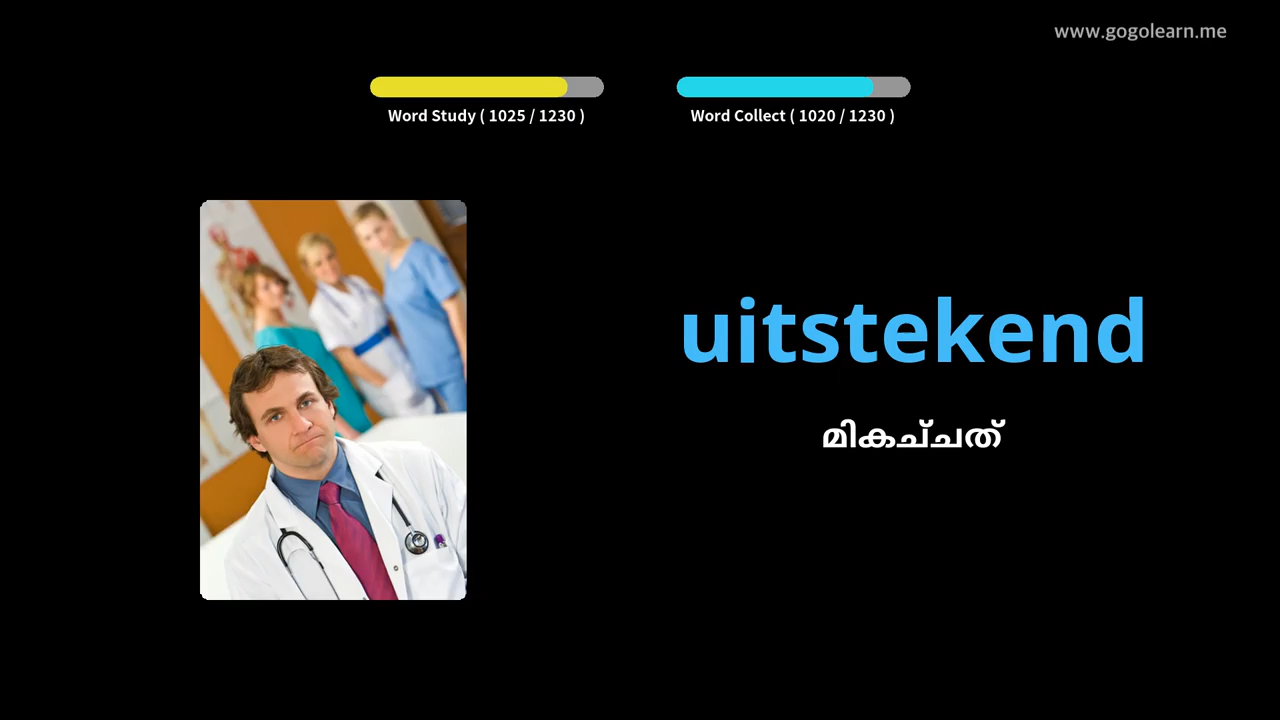 www.gogolearn.me
Word Study ( 1025 / 1230 )
Word Collect ( 1020 / 1230 )
uitstekend
മികച്ചത്